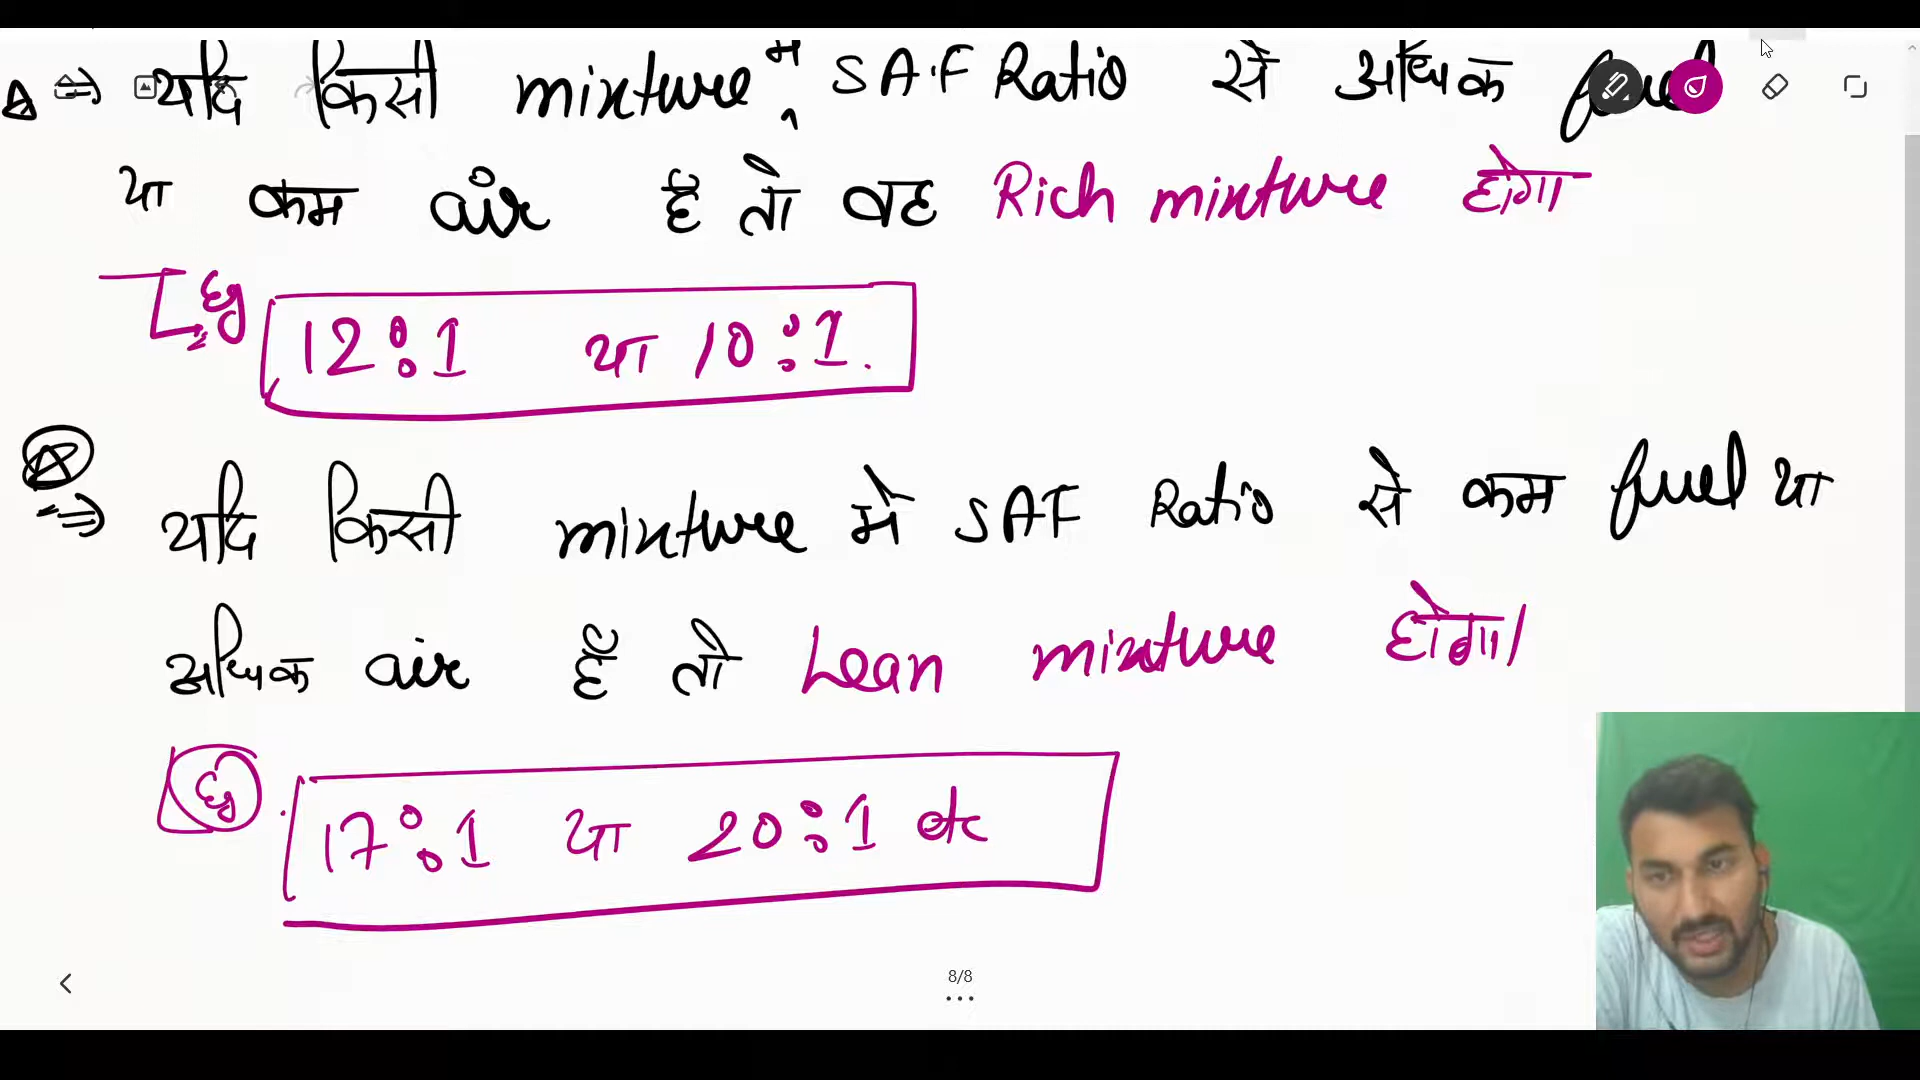 ⇒ यदि किसी mixture में SAF Ratio से अधिक fuel
या कम air है तो वह Rich mixture होगा
Eg 12:1 या 10:1.
⇒ यदि किसी mixture में SAF Ratio से कम fuel या
अधिक air है तो Lean mixture होगा।
Eg 17:1 या 20:1 etc
8/8